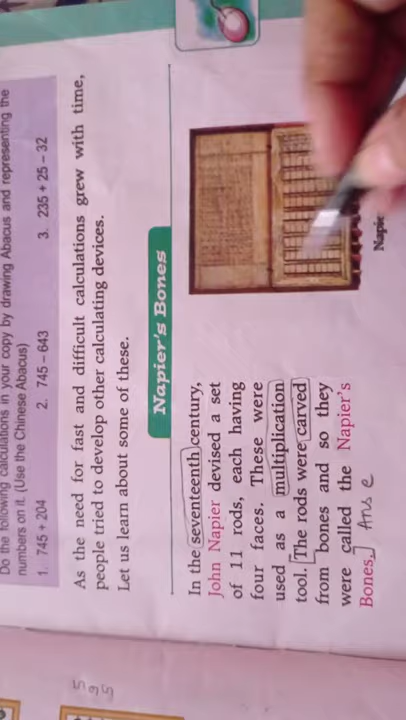 Do the following calculations in your copy by drawing Abacus and representing the
numbers on it. (Use the Chinese Abacus)
1. 745 + 204 2. 745 – 643 3. 235 + 25 – 32
As the need for fast and difficult calculations grew with time,
people tried to develop other calculating devices.
Let us learn about some of these.
Napier's Bones
In the seventeenth century,
John Napier devised a set
of 11 rods, each having
four faces. These were
used as a multiplication
tool. The rods were carved
from bones and so they
were called the Napier's
Bones. Ans e
Napie
595